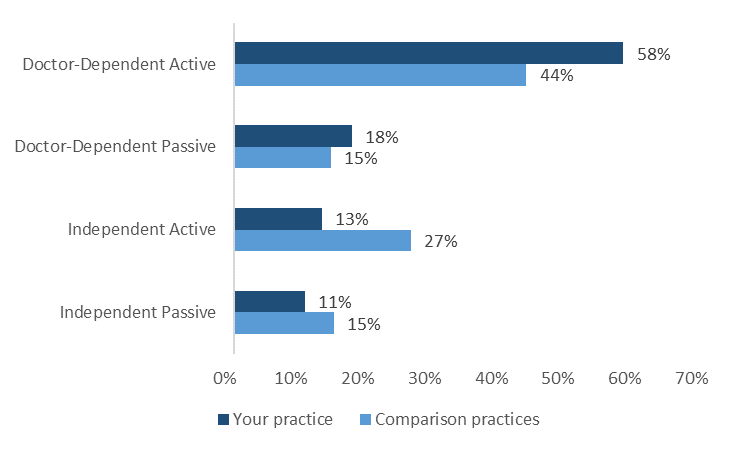 Doctor-Dependent Active
58%
44%
Doctor-Dependent Passive
18%
15%
Independent Active
13%
27%
Independent Passive
11%
15%
0% 10% 20% 30% 40% 50% 60% 70%
Your practice Comparison practices